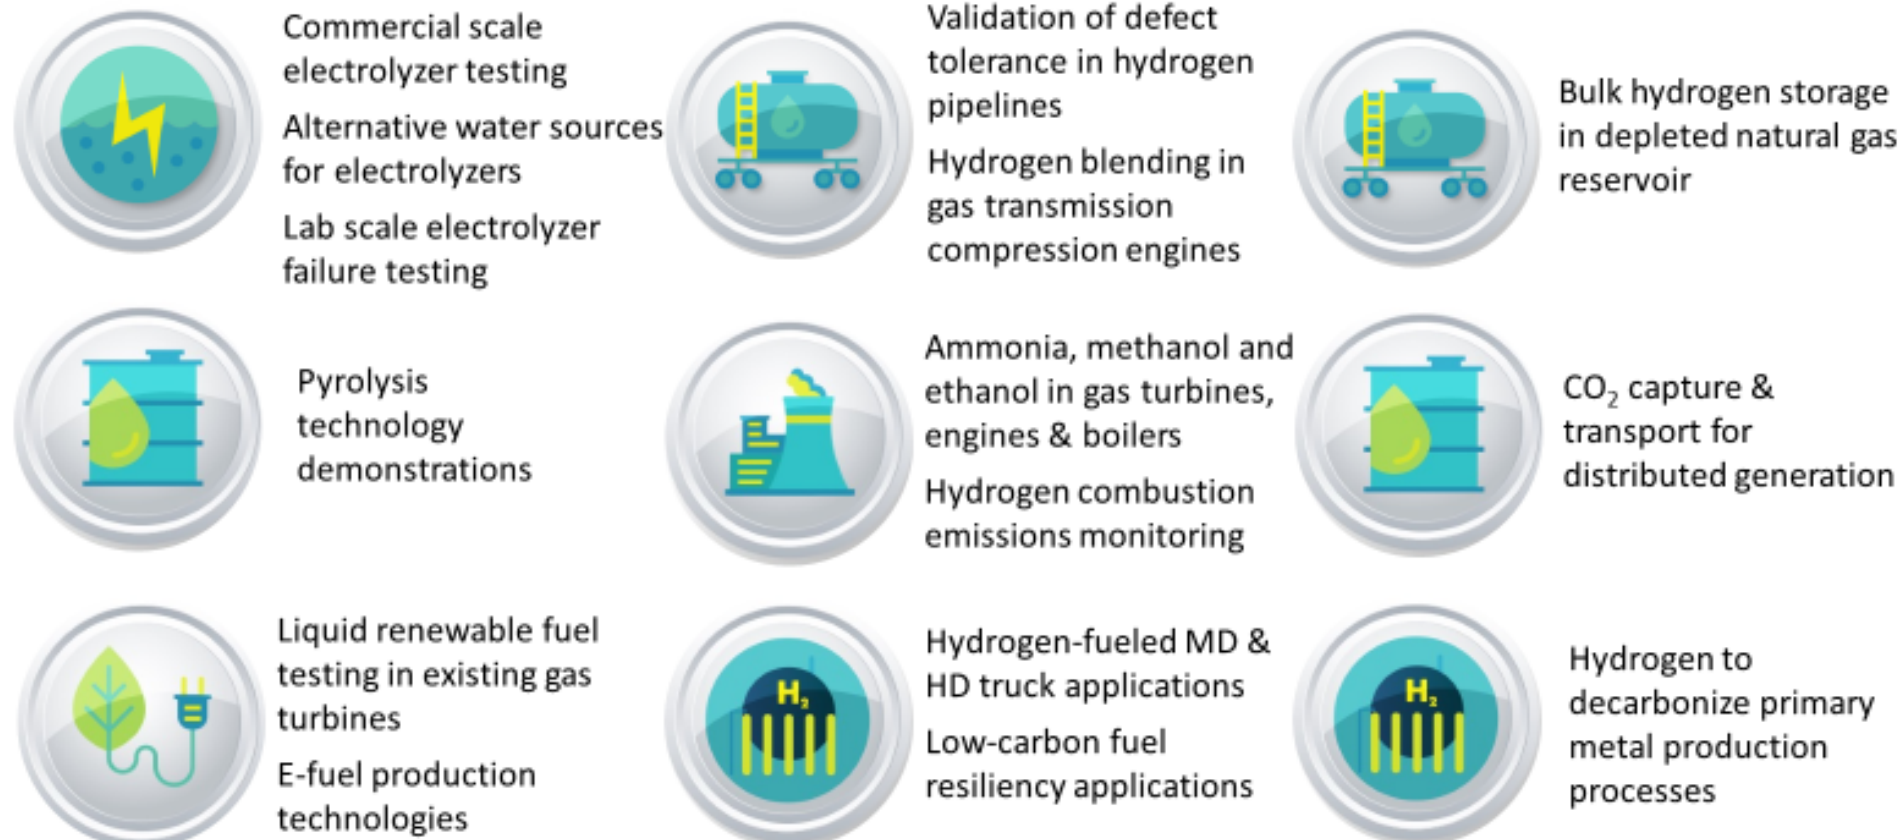 Commercial scale
electrolyzer testing
Alternative water sources
for electrolyzers
Lab scale electrolyzer
failure testing
Validation of defect
tolerance in hydrogen
pipelines
Hydrogen blending in
gas transmission
compression engines
Bulk hydrogen storage
in depleted natural gas
reservoir
Pyrolysis
technology
demonstrations
Ammonia, methanol and
ethanol in gas turbines,
engines & boilers
Hydrogen combustion
emissions monitoring
CO₂ capture &
transport for
distributed generation
Liquid renewable fuel
testing in existing gas
turbines
E-fuel production
technologies
H₂
Hydrogen-fueled MD &
HD truck applications
Low-carbon fuel
resiliency applications
H₂
Hydrogen to
decarbonize primary
metal production
processes